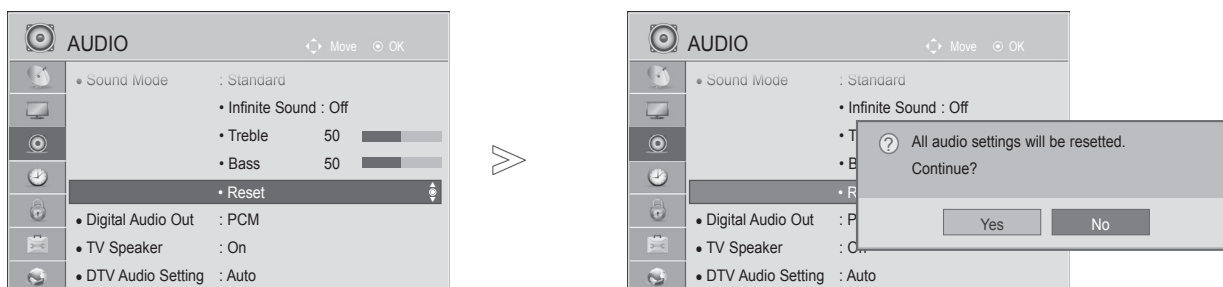 AUDIO
Move OK
• Sound Mode : Standard
• Infinite Sound : Off
• Treble 50
• Bass 50
• Reset
• Digital Audio Out : PCM
• TV Speaker : On
• DTV Audio Setting : Auto
AUDIO
Move OK
• Sound Mode : Standard
• Infinite Sound : Off
• T
• B
• R
• Digital Audio Out : P
• TV Speaker : O
• DTV Audio Setting : Auto
? All audio settings will be resetted.
Continue?
Yes No